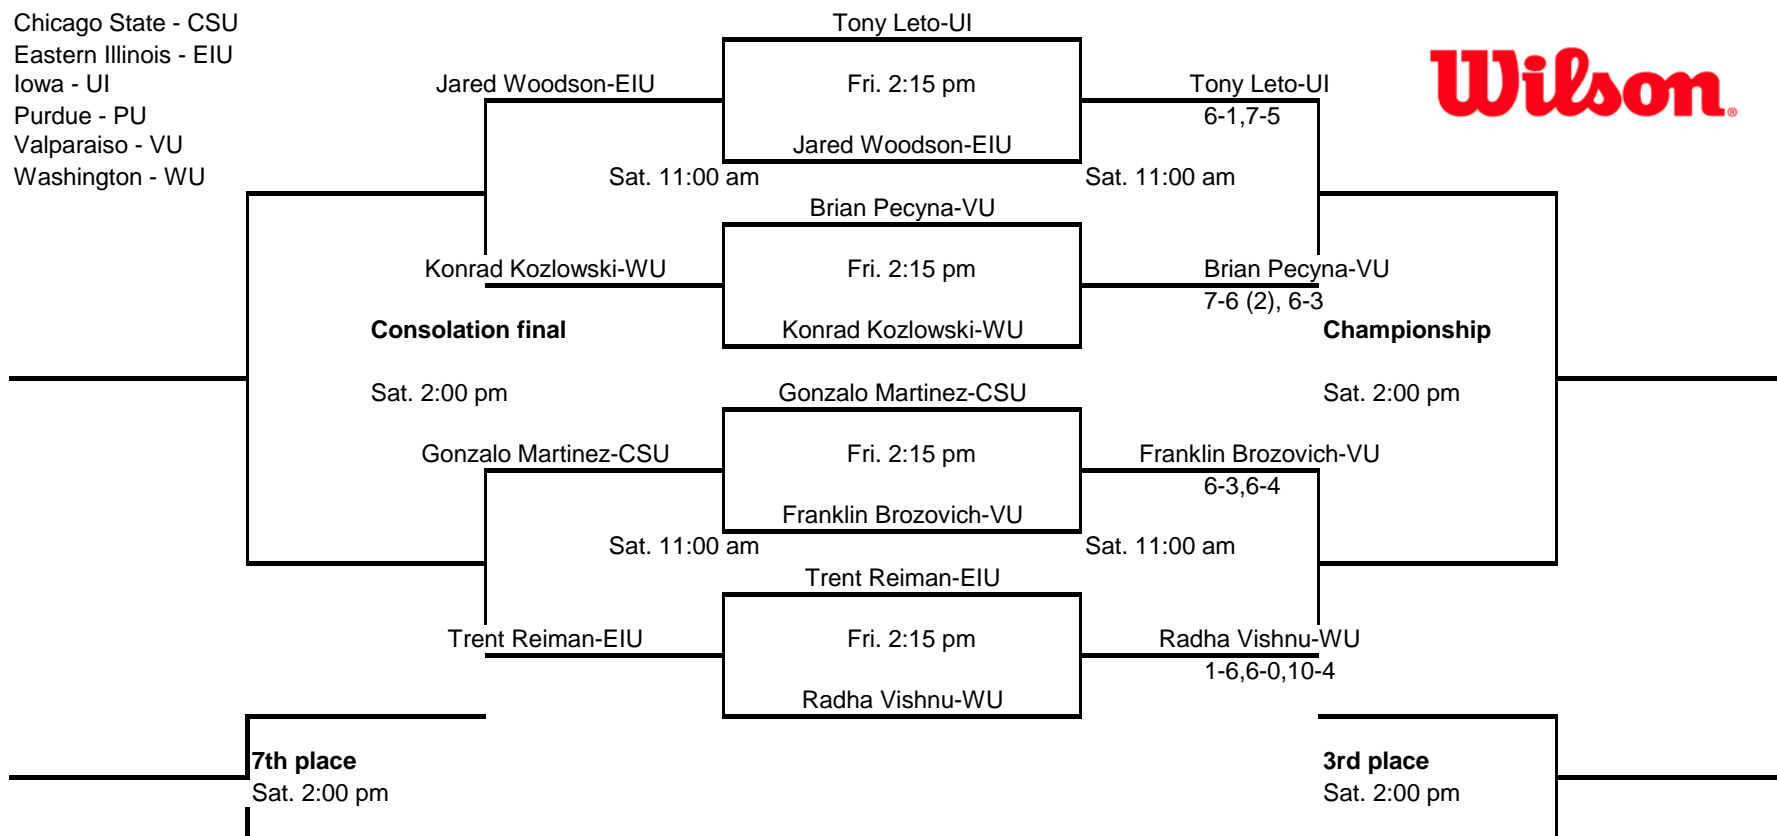 Chicago State - CSU
Eastern Illinois - EIU
Iowa - UI
Purdue - PU
Valparaiso - VU
Washington - WU
Tony Leto-UI
Wilson®
Jared Woodson-EIU
Fri. 2:15 pm
Tony Leto-UI
6-1,7-5
Jared Woodson-EIU
Sat. 11:00 am
Sat. 11:00 am
Brian Pecyna-VU
Konrad Kozlowski-WU
Fri. 2:15 pm
Brian Pecyna-VU
7-6 (2), 6-3
Consolation final
Konrad Kozlowski-WU
Championship
Sat. 2:00 pm
Gonzalo Martinez-CSU
Sat. 2:00 pm
Gonzalo Martinez-CSU
Fri. 2:15 pm
Franklin Brozovich-VU
6-3,6-4
Franklin Brozovich-VU
Sat. 11:00 am
Sat. 11:00 am
Trent Reiman-EIU
Trent Reiman-EIU
Fri. 2:15 pm
Radha Vishnu-WU
1-6,6-0,10-4
Radha Vishnu-WU
7th place
3rd place
Sat. 2:00 pm
Sat. 2:00 pm